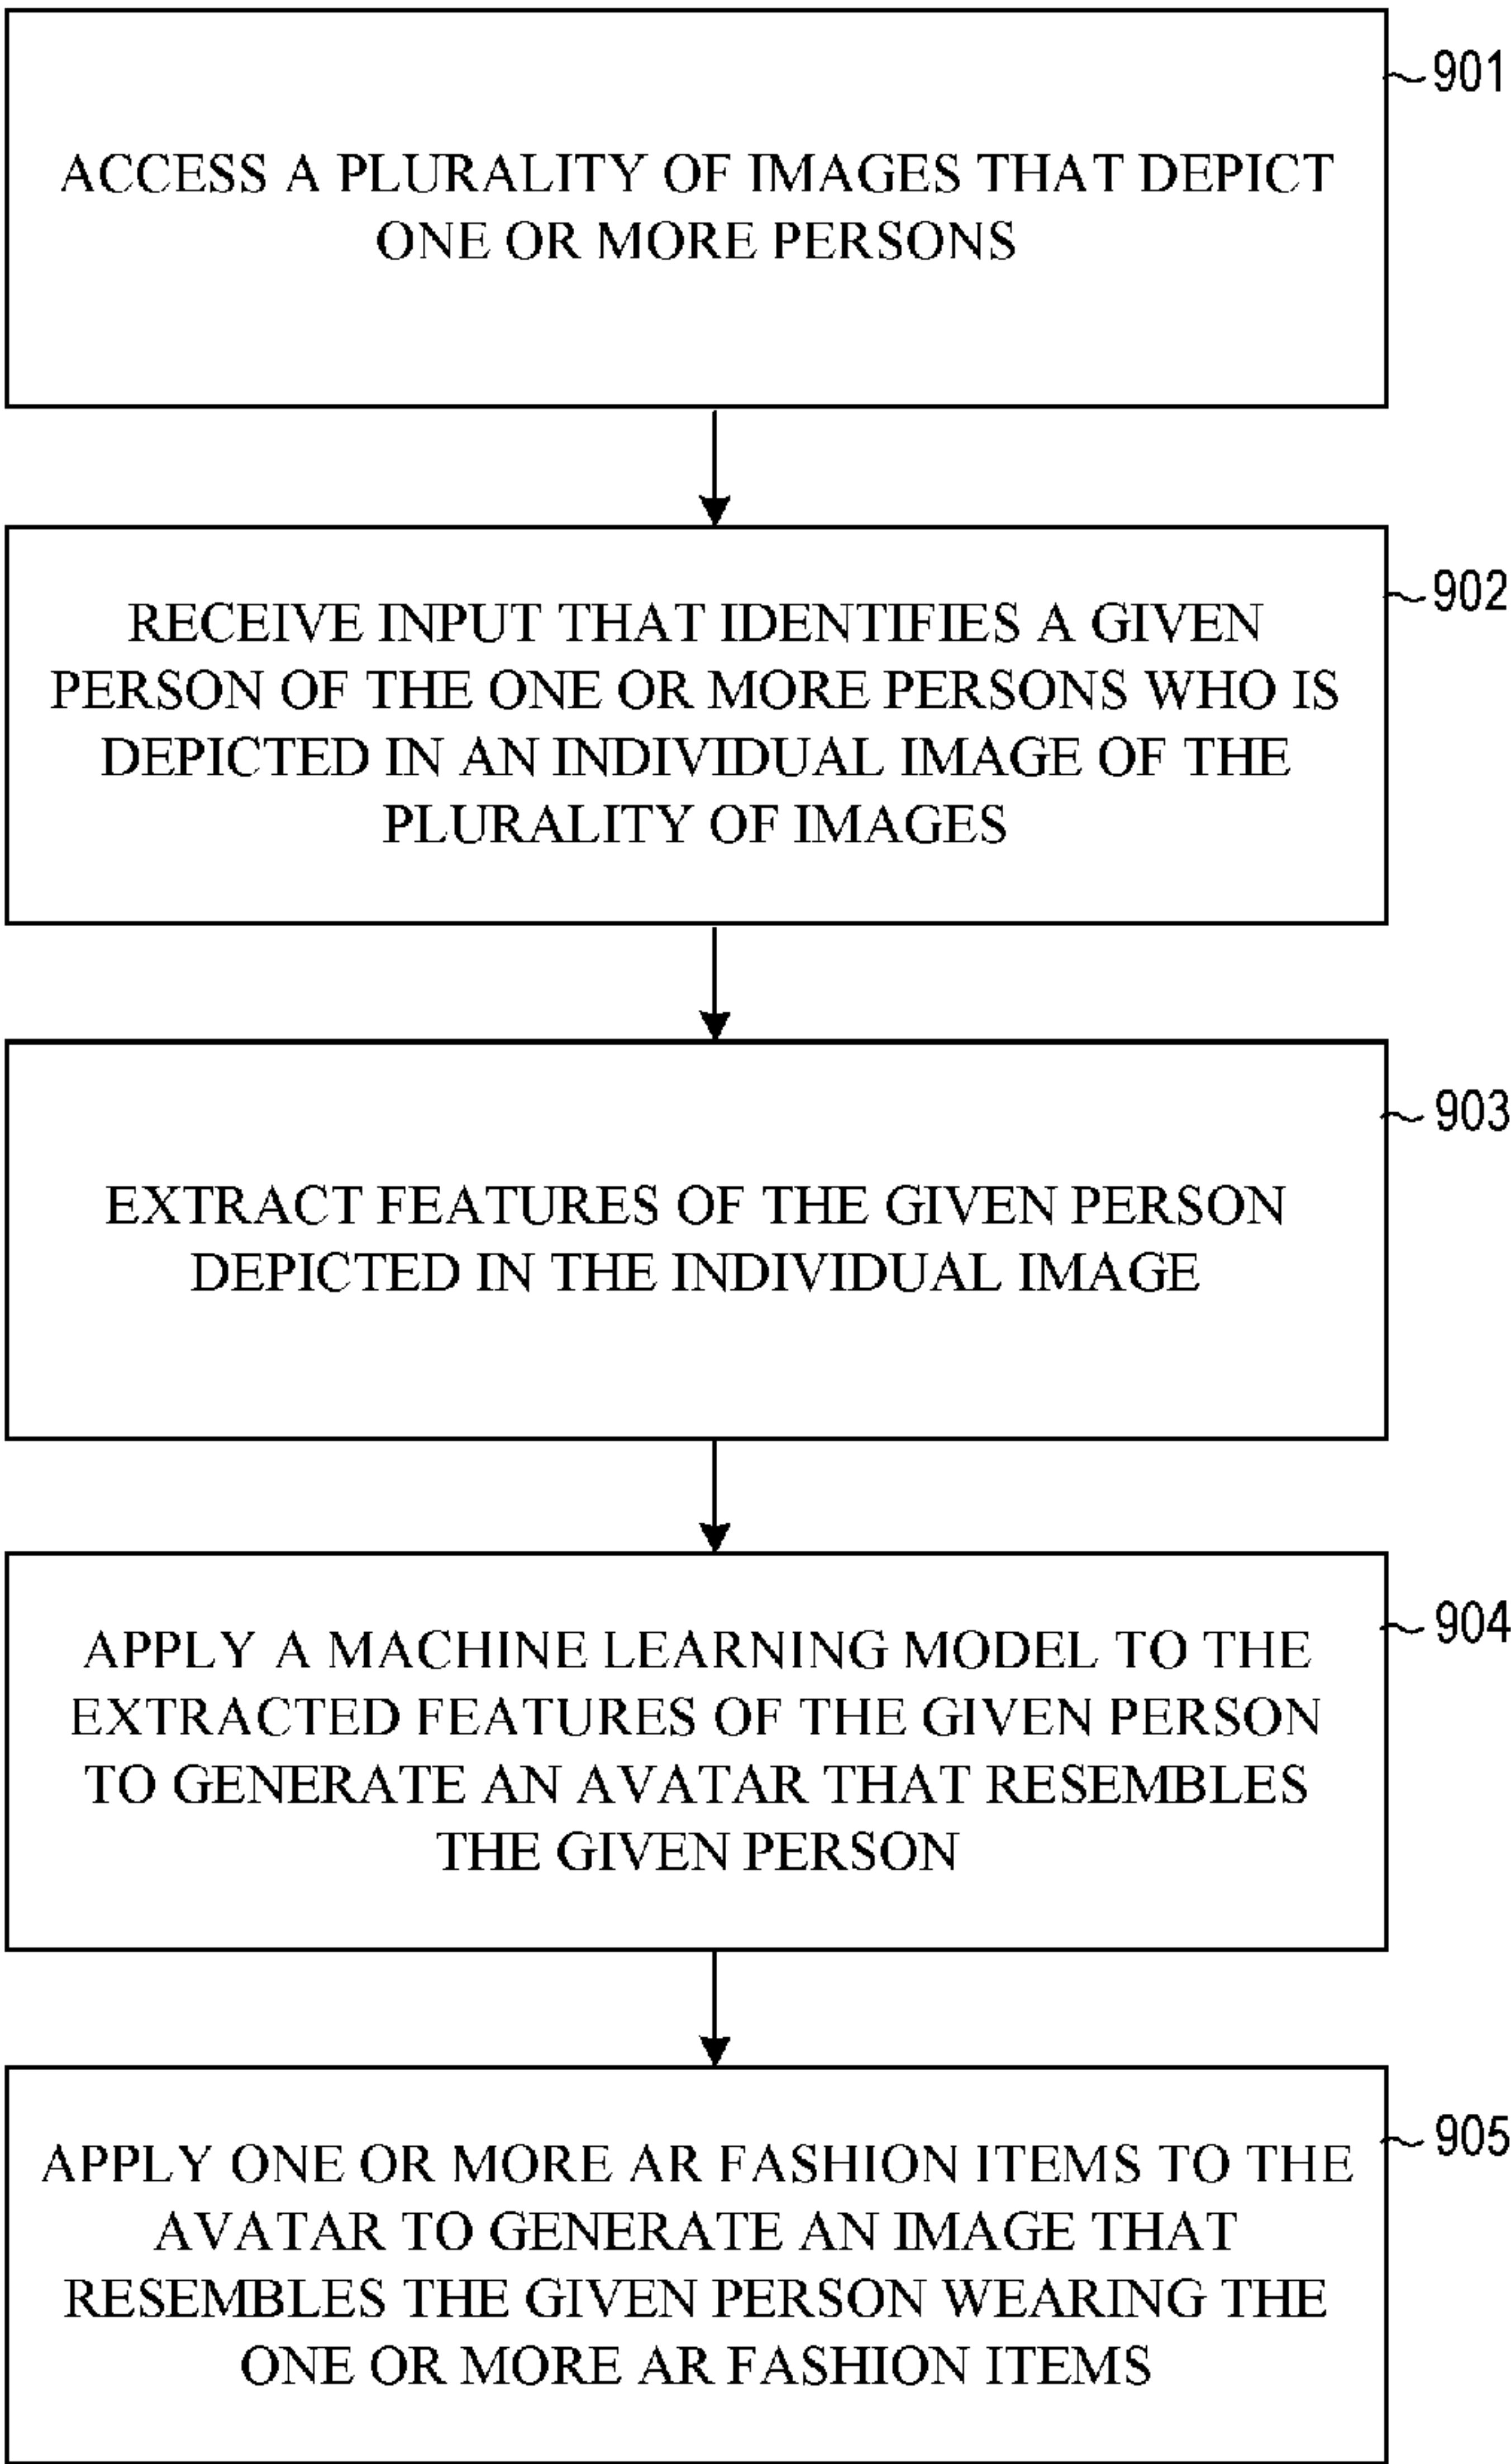 901
ACCESS A PLURALITY OF IMAGES THAT DEPICT
ONE OR MORE PERSONS
902
RECEIVE INPUT THAT IDENTIFIES A GIVEN
PERSON OF THE ONE OR MORE PERSONS WHO IS
DEPICTED IN AN INDIVIDUAL IMAGE OF THE
PLURALITY OF IMAGES
903
EXTRACT FEATURES OF THE GIVEN PERSON
DEPICTED IN THE INDIVIDUAL IMAGE
904
APPLY A MACHINE LEARNING MODEL TO THE
EXTRACTED FEATURES OF THE GIVEN PERSON
TO GENERATE AN AVATAR THAT RESEMBLES
THE GIVEN PERSON
905
APPLY ONE OR MORE AR FASHION ITEMS TO THE
AVATAR TO GENERATE AN IMAGE THAT
RESEMBLES THE GIVEN PERSON WEARING THE
ONE OR MORE AR FASHION ITEMS